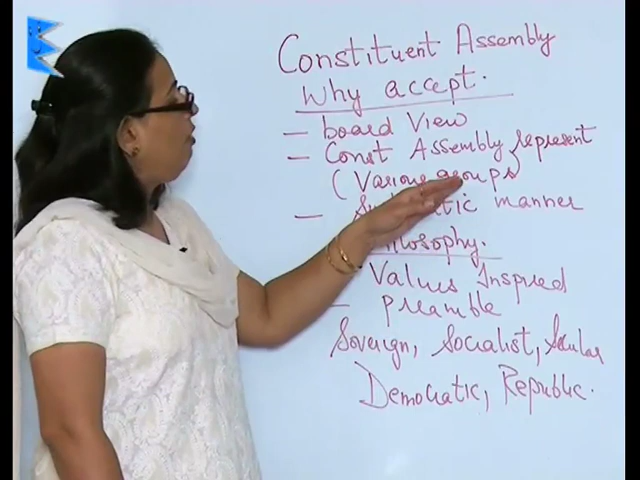 Constituent Assembly
Why accept.
— board View
— Const Assembly represent
(Various groups
— manner
Values Inspired
— preamble
Soverign, Socialist, Secular
Democratic, Republic.